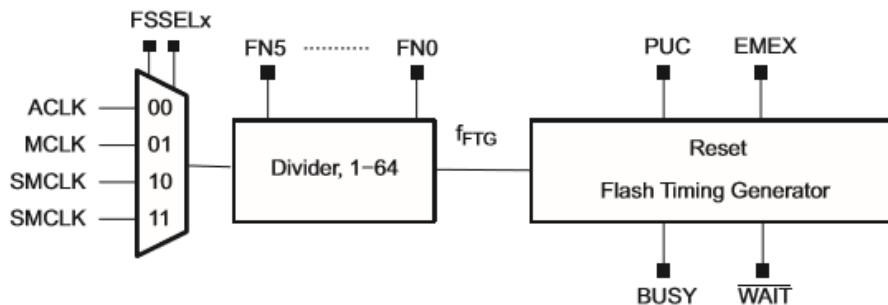 FSSELx
FN5 ........... FN0
PUC EMEX
ACLK 00
MCLK 01
SMCLK 10
SMCLK 11
Divider, 1−64
fFTG
Reset
Flash Timing Generator
BUSY WAIT